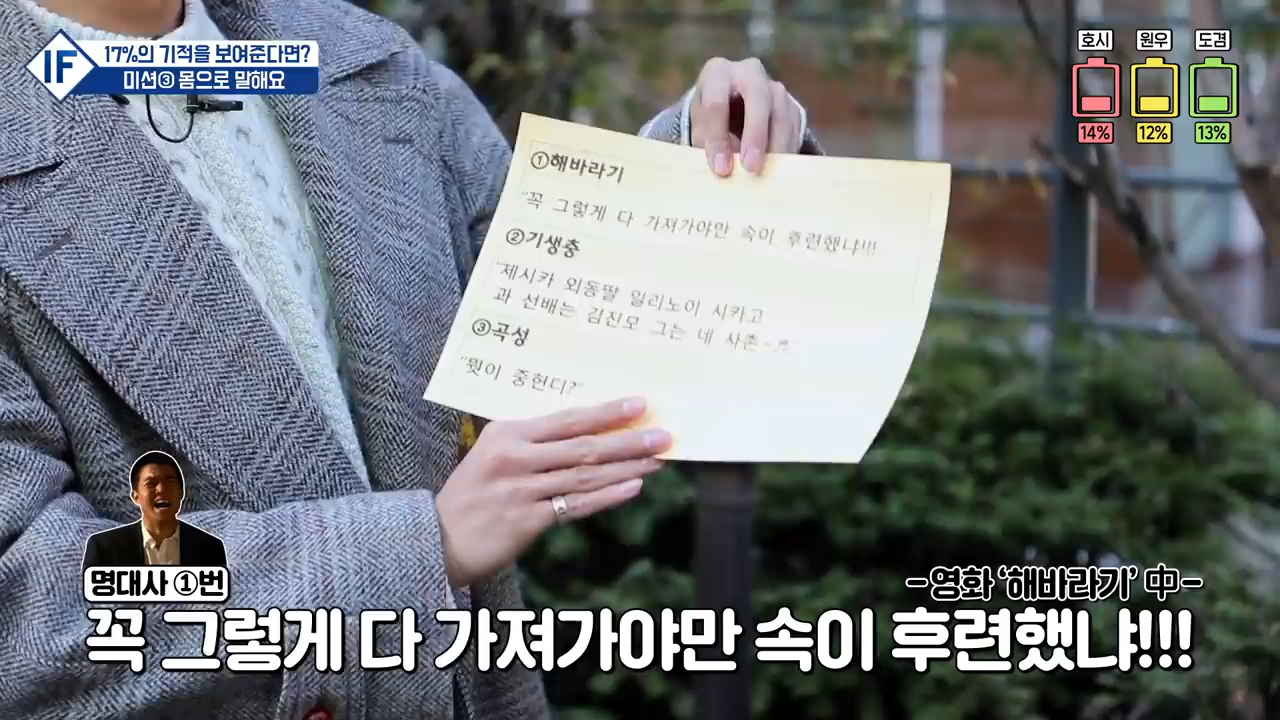 IF
17%의 기적을 보여준다면?
미션③ 몸으로 말해요
호시 원우 도겸
14% 12% 13%
①해바라기
"꼭 그렇게 다 가져가야만 속이 후련했냐!!!
②기생충
"제시카 외동딸 일리노이 시카고
과 선배는 김진모 그는 네 사촌~♬
③곡성
"뭣이 중헌디?"
명대사 ①번
-영화 '해바라기' 中-
꼭 그렇게 다 가져가야만 속이 후련했냐!!!